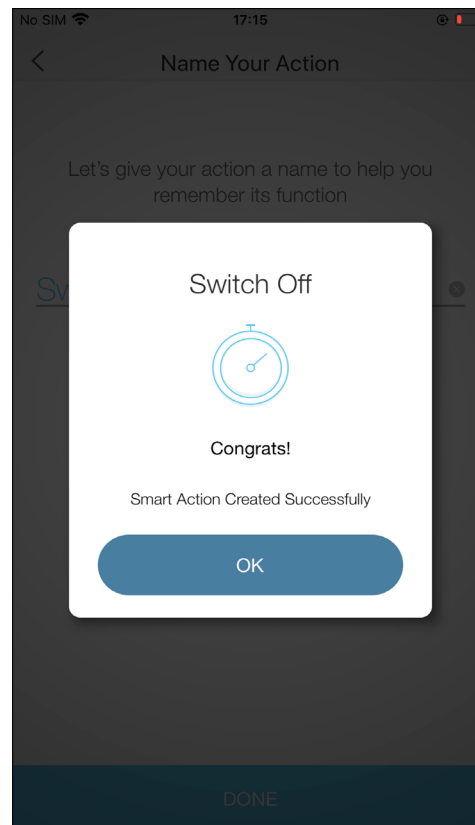 No SIM 17:15
Name Your Action
Let's give your action a name to help you
remember its function
Sw
Switch Off
Congrats!
Smart Action Created Successfully
OK
DONE